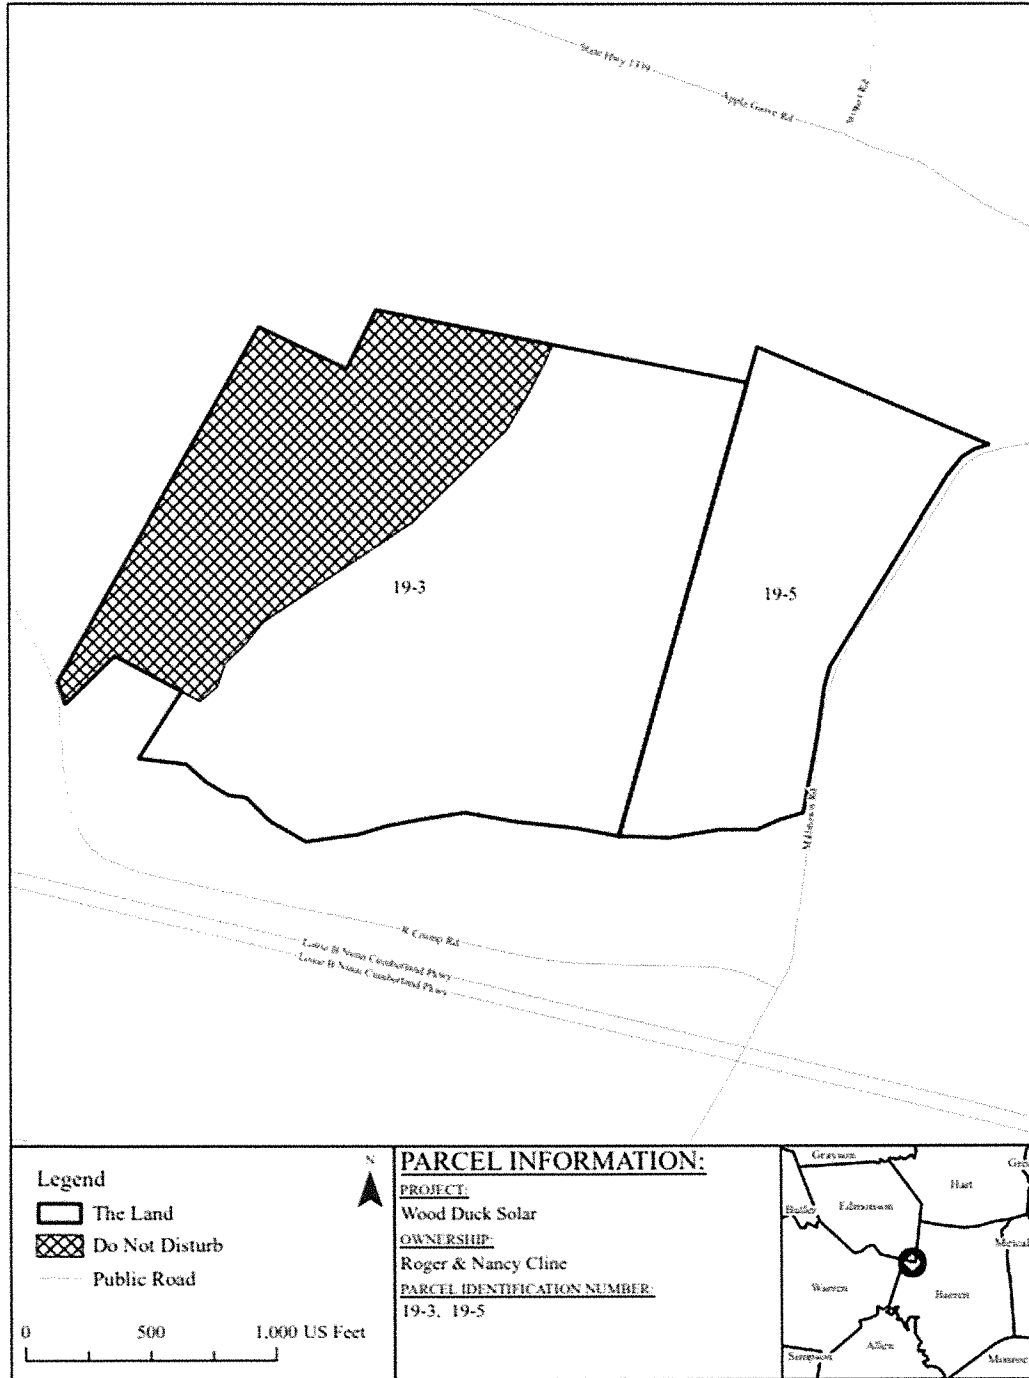 State Hwy 1339
Apple Grove Rd
19-3
19-5
R Crump Rd
Louie B Nunn Cumberland Pkwy
Louie B Nunn Cumberland Pkwy
Legend
The Land
Do Not Disturb
Public Road
0 500 1,000 US Feet
N
PARCEL INFORMATION:
PROJECT:
Wood Duck Solar
OWNERSHIP:
Roger & Nancy Cline
PARCEL IDENTIFICATION NUMBER:
19-3, 19-5
Grayson
Hart
Butler
Edmonson
Metcal
Warren
Barren
Allen
Simpson
Monroe